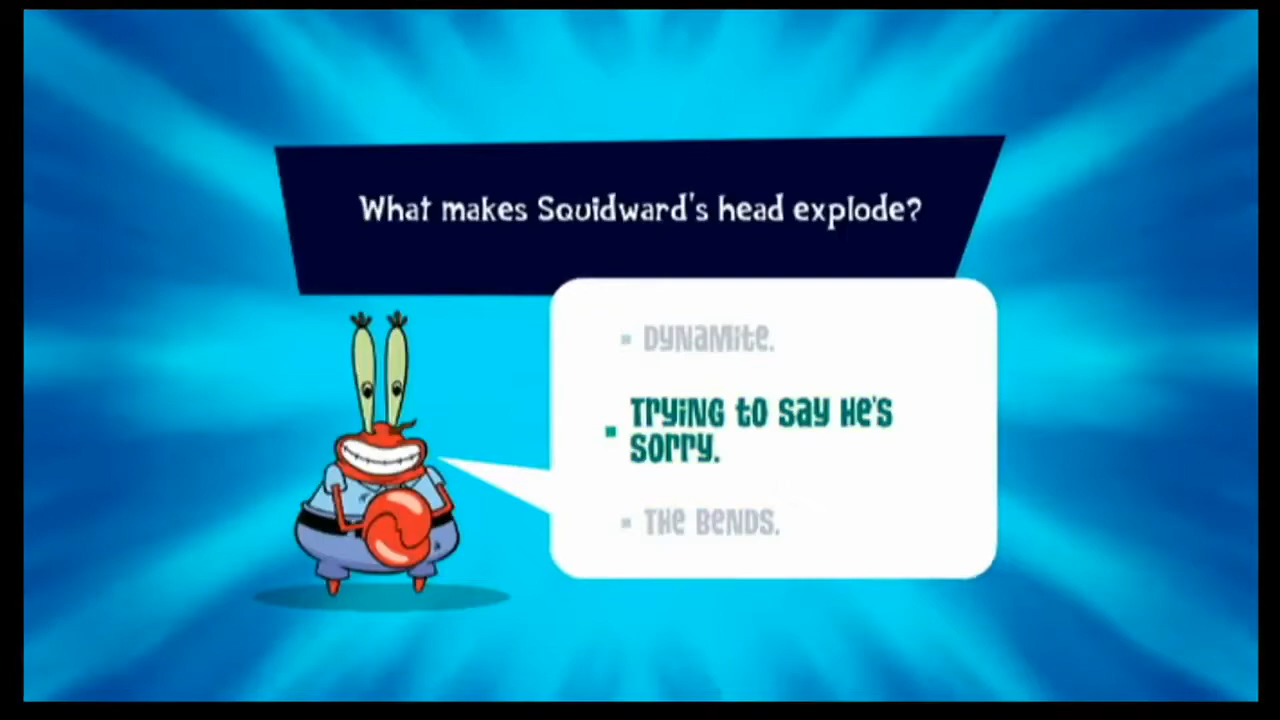 What makes Squidward's head explode?
Dynamite.
Trying to say He's
sorry.
The Bends.